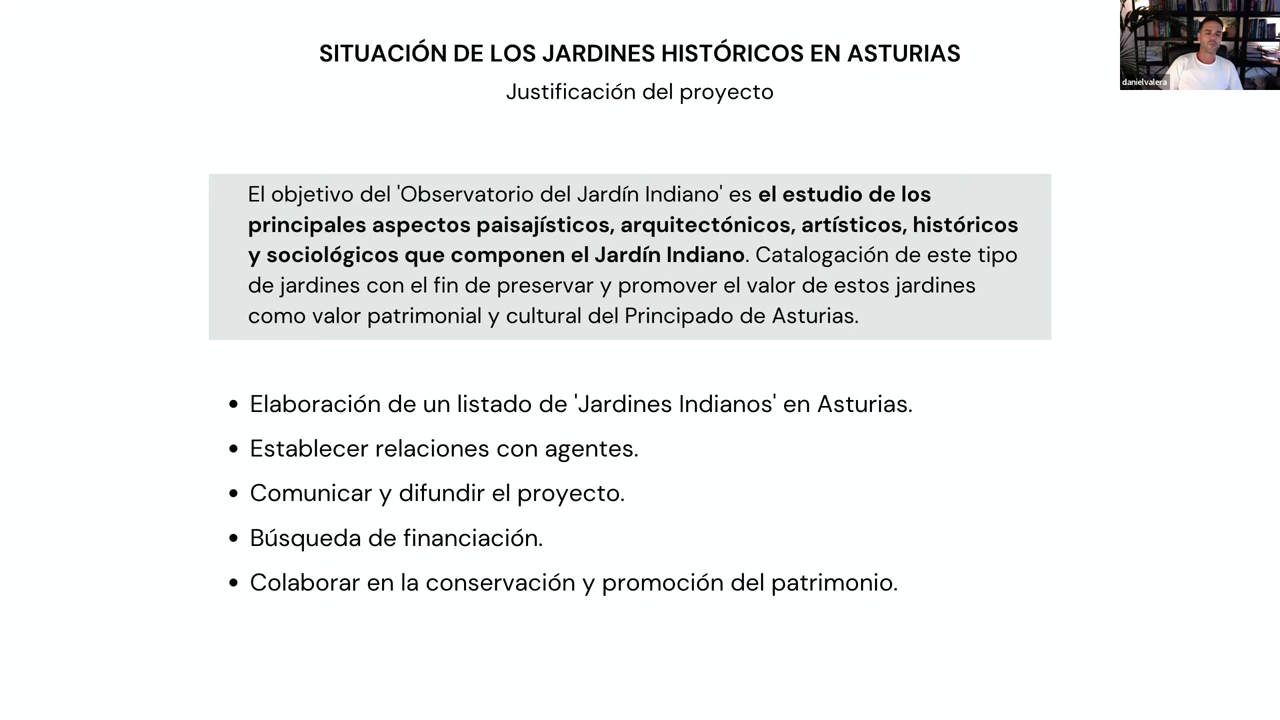 SITUACIÓN DE LOS JARDINES HISTÓRICOS EN ASTURIAS
Justificación del proyecto
danielvalera
El objetivo del 'Observatorio del Jardín Indiano' es el estudio de los
principales aspectos paisajísticos, arquitectónicos, artísticos, históricos
y sociológicos que componen el Jardín Indiano. Catalogación de este tipo
de jardines con el fin de preservar y promover el valor de estos jardines
como valor patrimonial y cultural del Principado de Asturias.
• Elaboración de un listado de 'Jardines Indianos' en Asturias.
• Establecer relaciones con agentes.
• Comunicar y difundir el proyecto.
• Búsqueda de financiación.
• Colaborar en la conservación y promoción del patrimonio.